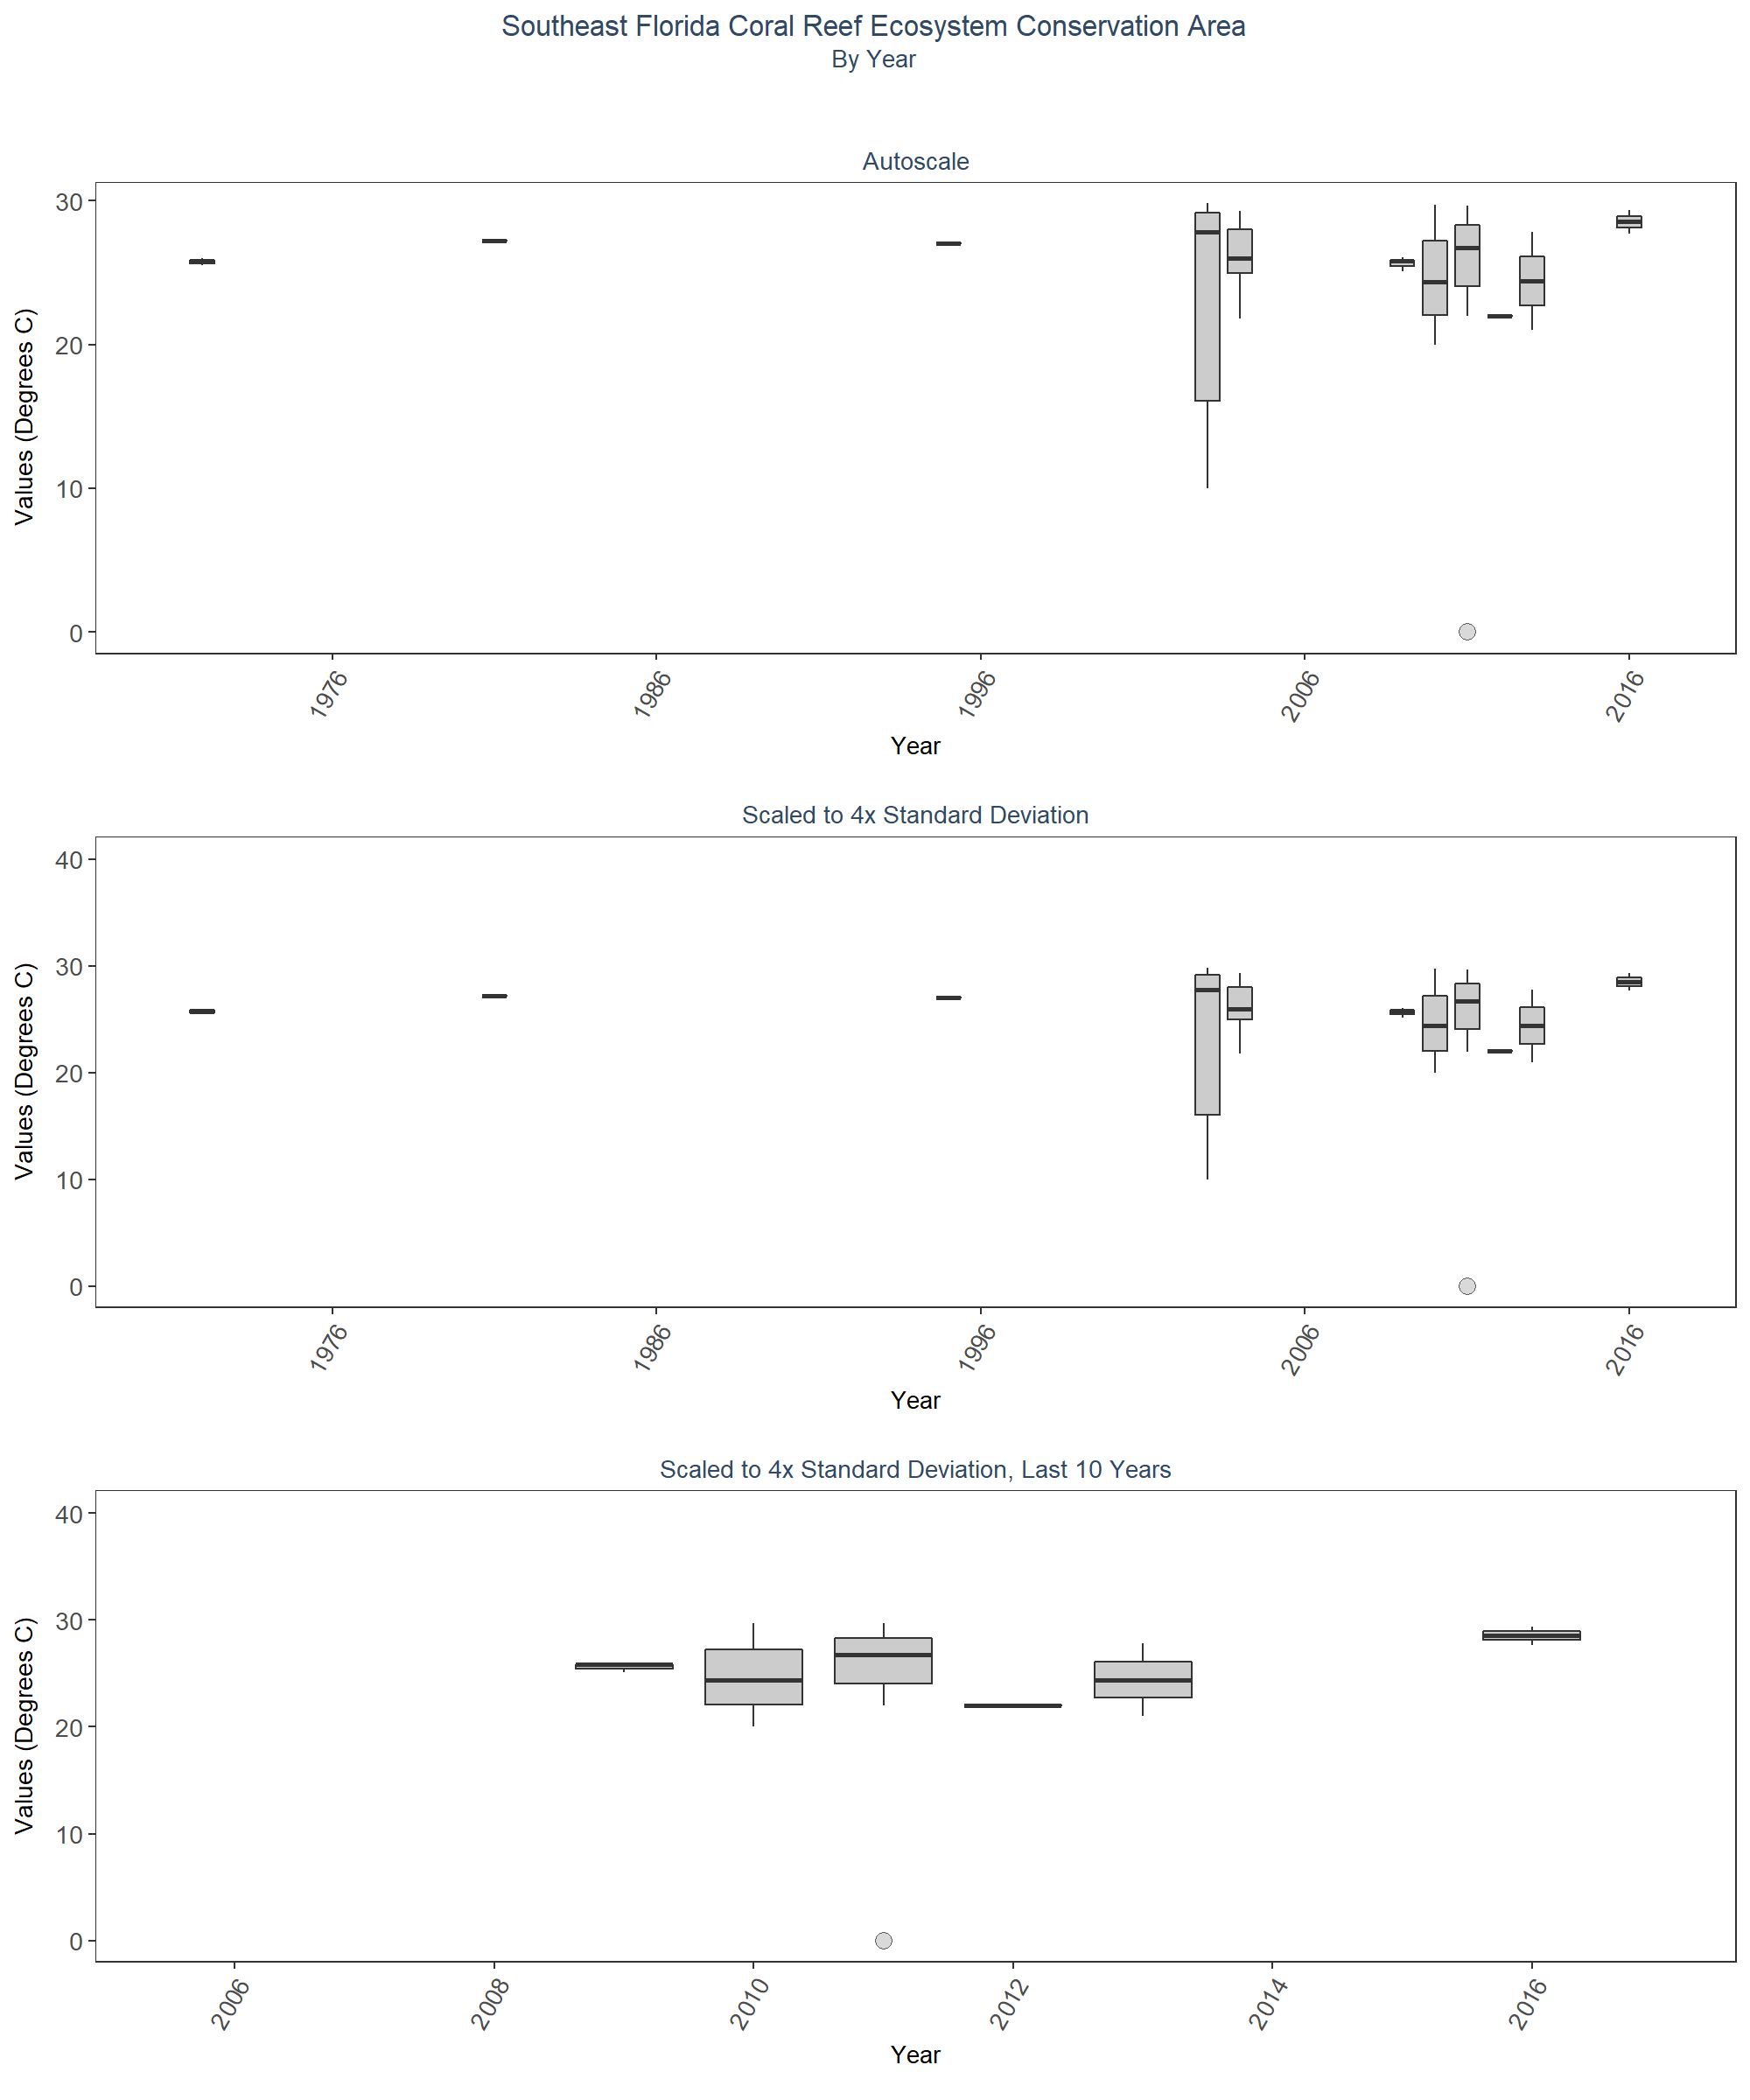 Southeast Florida Coral Reef Ecosystem Conservation Area
By Year
Autoscale
Values (Degrees C)
30
20
10
0
1976
1986
1996
2006
2016
Year
Scaled to 4x Standard Deviation
Values (Degrees C)
40
30
20
10
0
1976
1986
1996
2006
2016
Year
Scaled to 4x Standard Deviation, Last 10 Years
Values (Degrees C)
40
30
20
10
0
2006
2008
2010
2012
2014
2016
Year